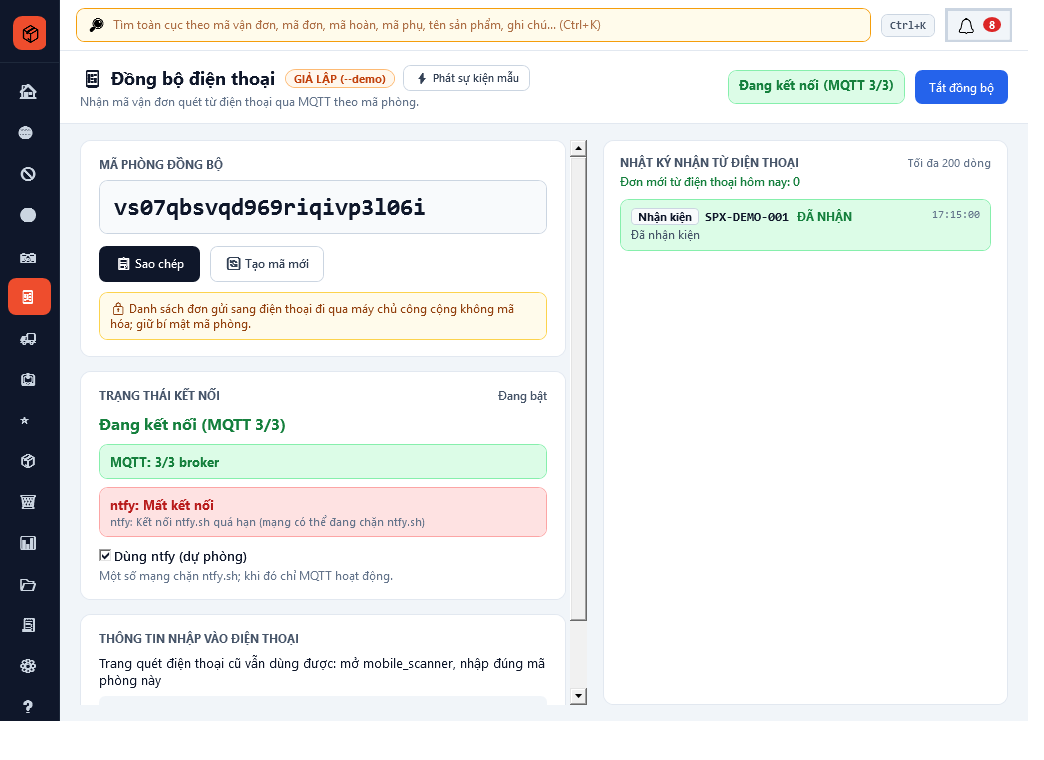 Tìm toàn cục theo mã vận đơn, mã đơn, mã hoàn, mã phụ, tên sản phẩm, ghi chú... (Ctrl+K)
Ctrl+K
8
Đồng bộ điện thoại
GIẢ LẬP (--demo)
Phát sự kiện mẫu
Nhận mã vận đơn quét từ điện thoại qua MQTT theo mã phòng.
Đang kết nối (MQTT 3/3)
Tắt đồng bộ
MÃ PHÒNG ĐỒNG BỘ
vs07qbsvqd969riqivp3l06i
Sao chép
Tạo mã mới
Danh sách đơn gửi sang điện thoại đi qua máy chủ công cộng không mã
hóa; giữ bí mật mã phòng.
TRẠNG THÁI KẾT NỐI
Đang bật
Đang kết nối (MQTT 3/3)
MQTT: 3/3 broker
ntfy: Mất kết nối
ntfy: Kết nối ntfy.sh quá hạn (mạng có thể đang chặn ntfy.sh)
Dùng ntfy (dự phòng)
Một số mạng chặn ntfy.sh; khi đó chỉ MQTT hoạt động.
THÔNG TIN NHẬP VÀO ĐIỆN THOẠI
Trang quét điện thoại cũ vẫn dùng được: mở mobile_scanner, nhập đúng mã
phòng này
NHẬT KÝ NHẬN TỪ ĐIỆN THOẠI
Tối đa 200 dòng
Đơn mới từ điện thoại hôm nay: 0
Nhận kiện SPX-DEMO-001 ĐÃ NHẬN
17:15:00
Đã nhận kiện
?